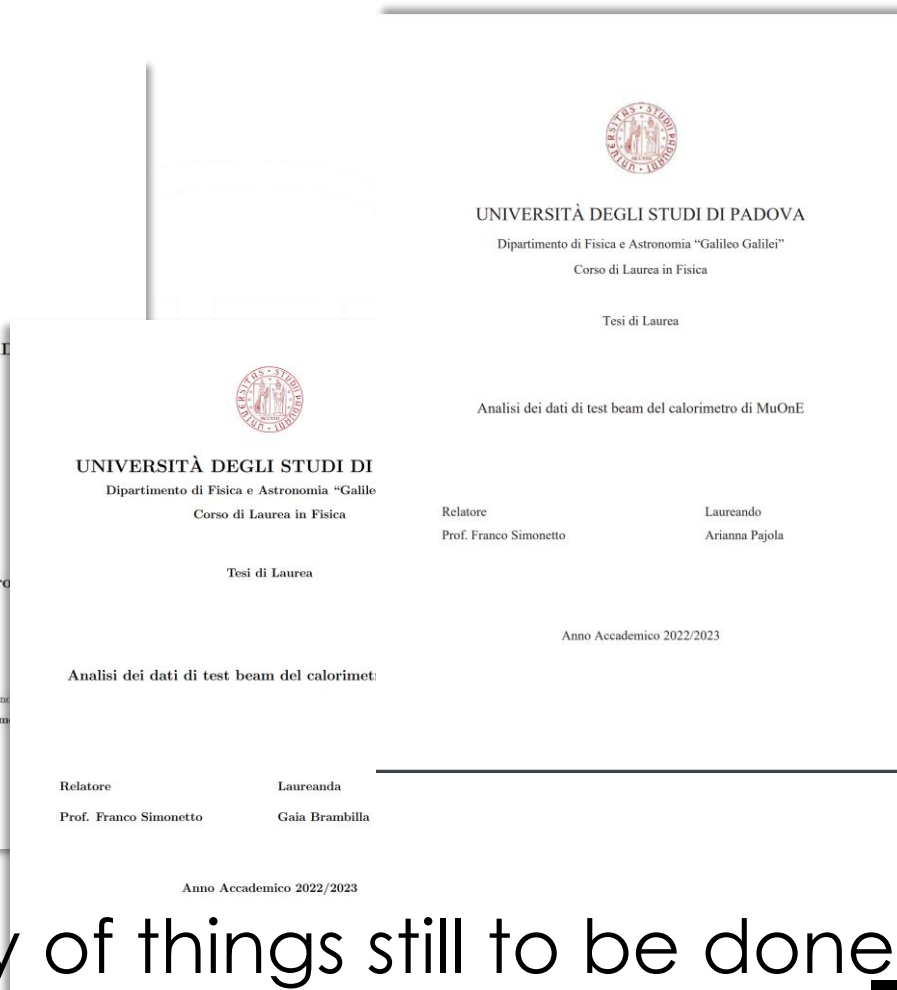 UNIVERSITÀ DEGLI STUDI DI PADOVA
Dipartimento di Fisica e Astronomia “Galileo Galilei”
Corso di Laurea in Fisica
Tesi di Laurea
Analisi dei dati di test beam del calorimetro di MuOnE
Relatore Laureando
Prof. Franco Simonetto Arianna Pajola
Anno Accademico 2022/2023
UNIVERSITÀ DEGLI STUDI DI
Dipartimento di Fisica e Astronomia “Galile
Corso di Laurea in Fisica
Tesi di Laurea
Analisi dei dati di test beam del calorimet
Relatore Laureanda
Prof. Franco Simonetto Gaia Brambilla
Anno Accademico 2022/2023
of things still to be done